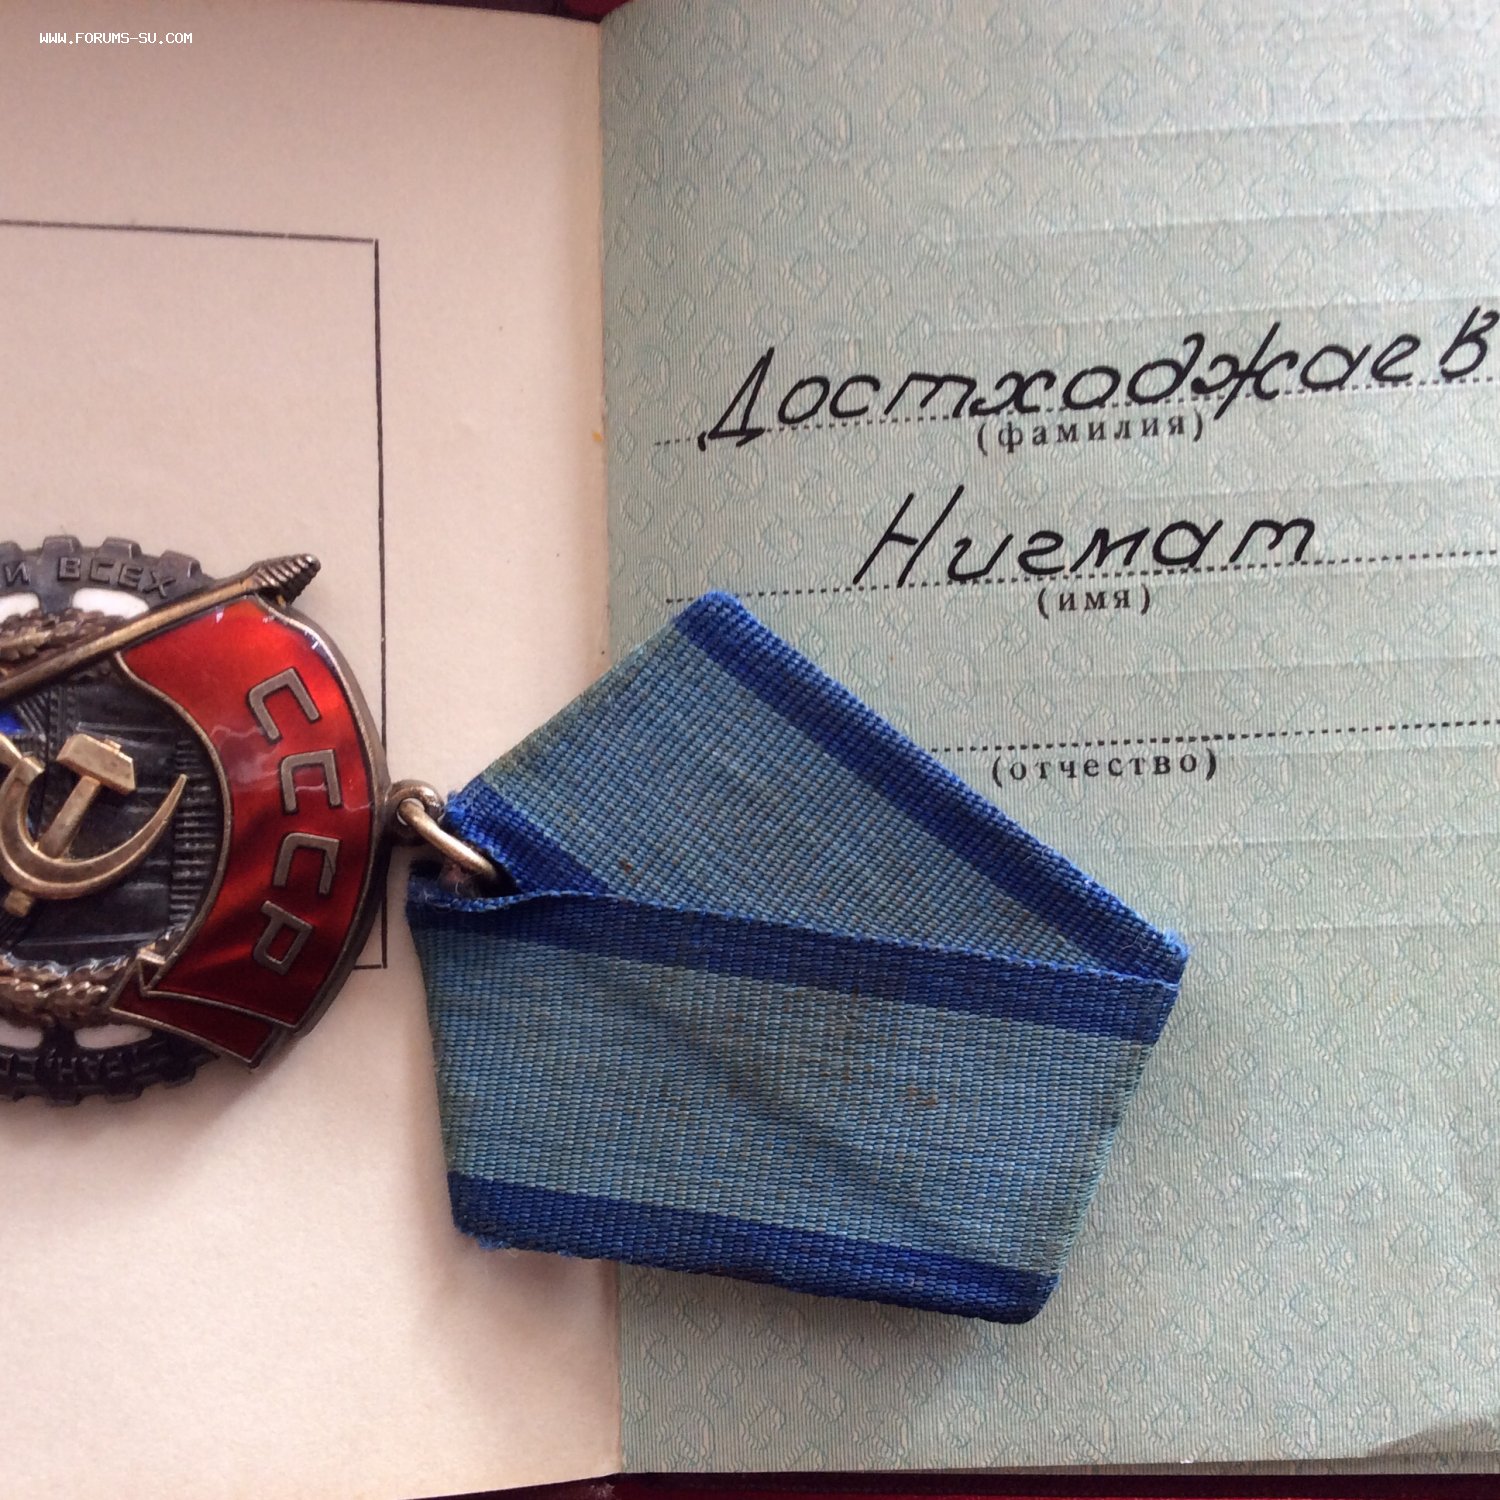 WWW.FORUMS-SU.COM
Достходжаев
(фамилия)
Нигмат
(имя)
(отчество)
И ВСЕХ
СССР